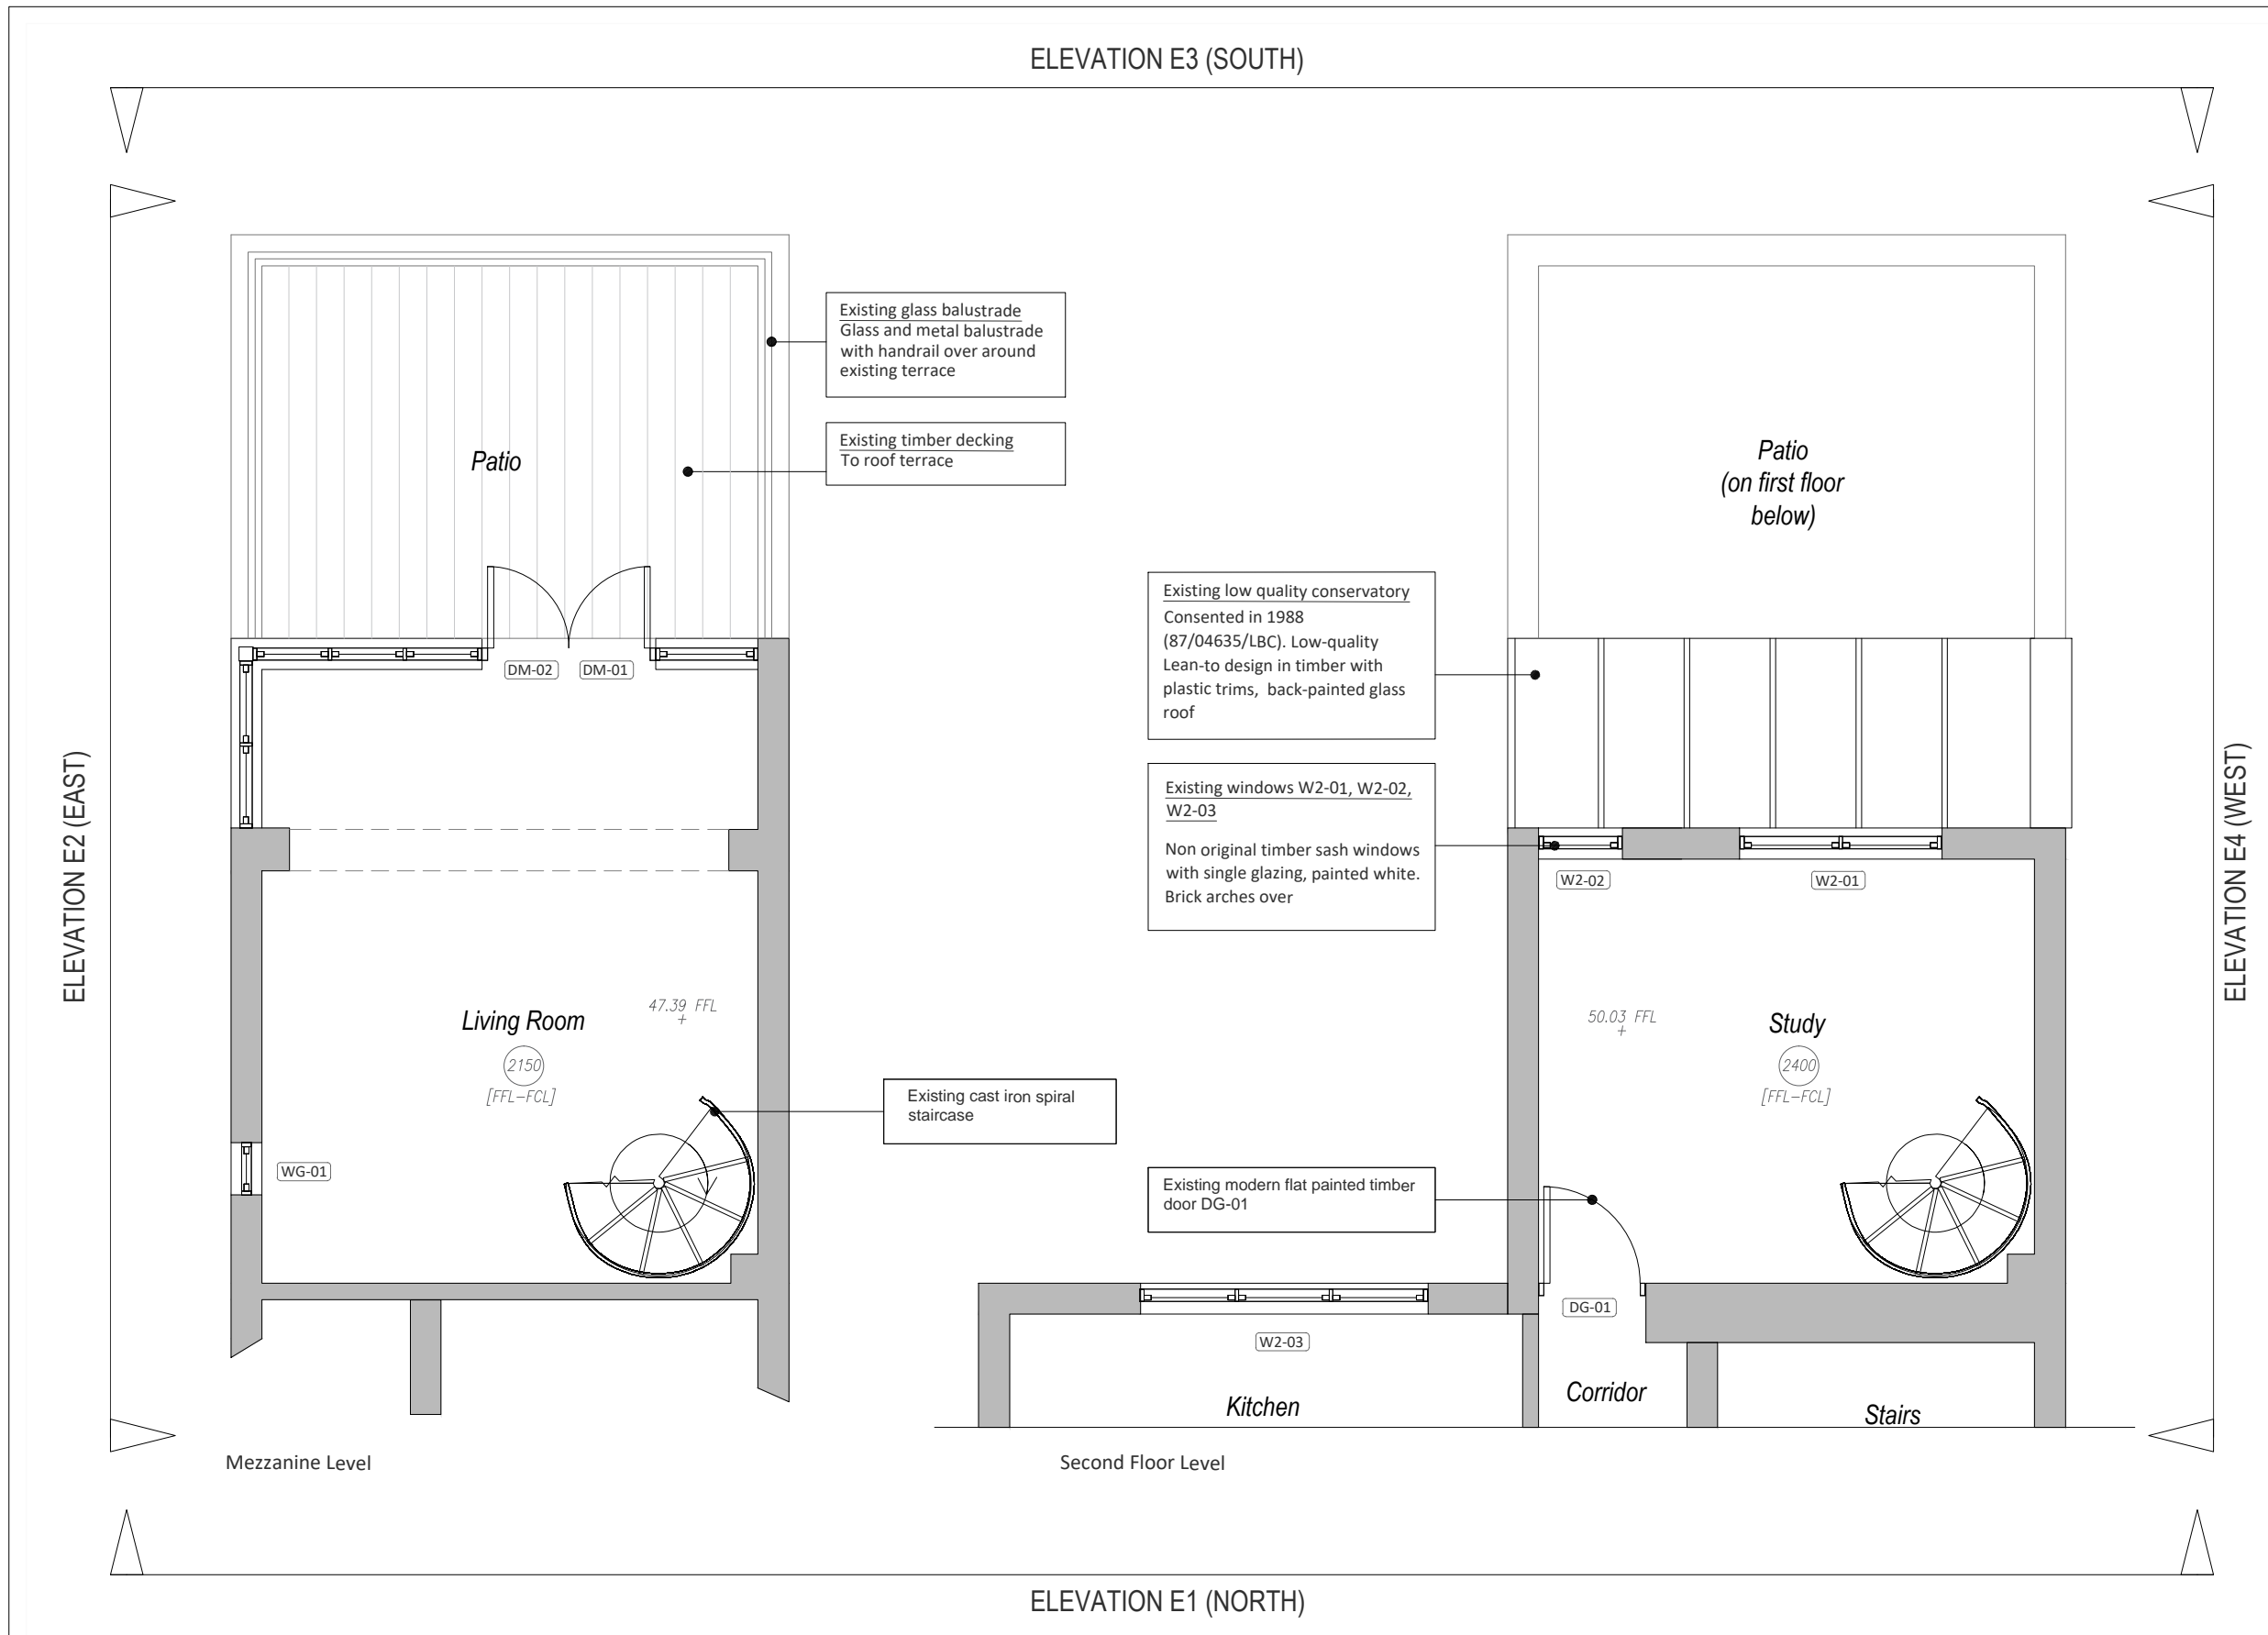 ELEVATION E3 (SOUTH)
Existing glass balustrade
Glass and metal balustrade
with handrail over around
existing terrace
Existing timber decking
To roof terrace
Patio
Patio
(on first floor
below)
Existing low quality conservatory
Consented in 1988
(87/04635/LBC). Low-quality
Lean-to design in timber with
plastic trims, back-painted glass
roof
DM-02
DM-01
ELEVATION E2 (EAST)
ELEVATION E4 (WEST)
Existing windows W2-01, W2-02,
W2-03
Non original timber sash windows
with single glazing, painted white.
Brick arches over
W2-02
W2-01
47.39 FFL
Living Room
2150
[FFL-FCL]
50.03 FFL
Study
2400
[FFL-FCL]
Existing cast iron spiral
staircase
WG-01
Existing modern flat painted timber
door DG-01
DG-01
W2-03
Kitchen
Corridor
Stairs
Mezzanine Level
Second Floor Level
ELEVATION E1 (NORTH)